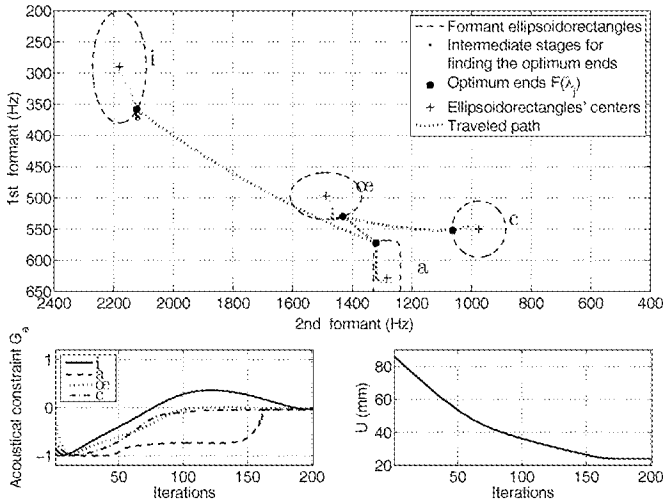 200
250
300
350
400
450
500
550
600
650
1st formant (Hz)
i
œ
c
a
Formant ellipsoidorectangles
Intermediate stages for
finding the optimum ends
Optimum ends F(λ̂j)
Ellipsoidorectangles' centers
Traveled path
2400 2200 2000 1800 1600 1400 1200 1000 800 600 400
2nd formant (Hz)
Acoustical constraint Ga
1
0
−1
i
a
œ
c
50 100 150 200
Iterations
U (mm)
80
60
40
20
50 100 150 200
Iterations